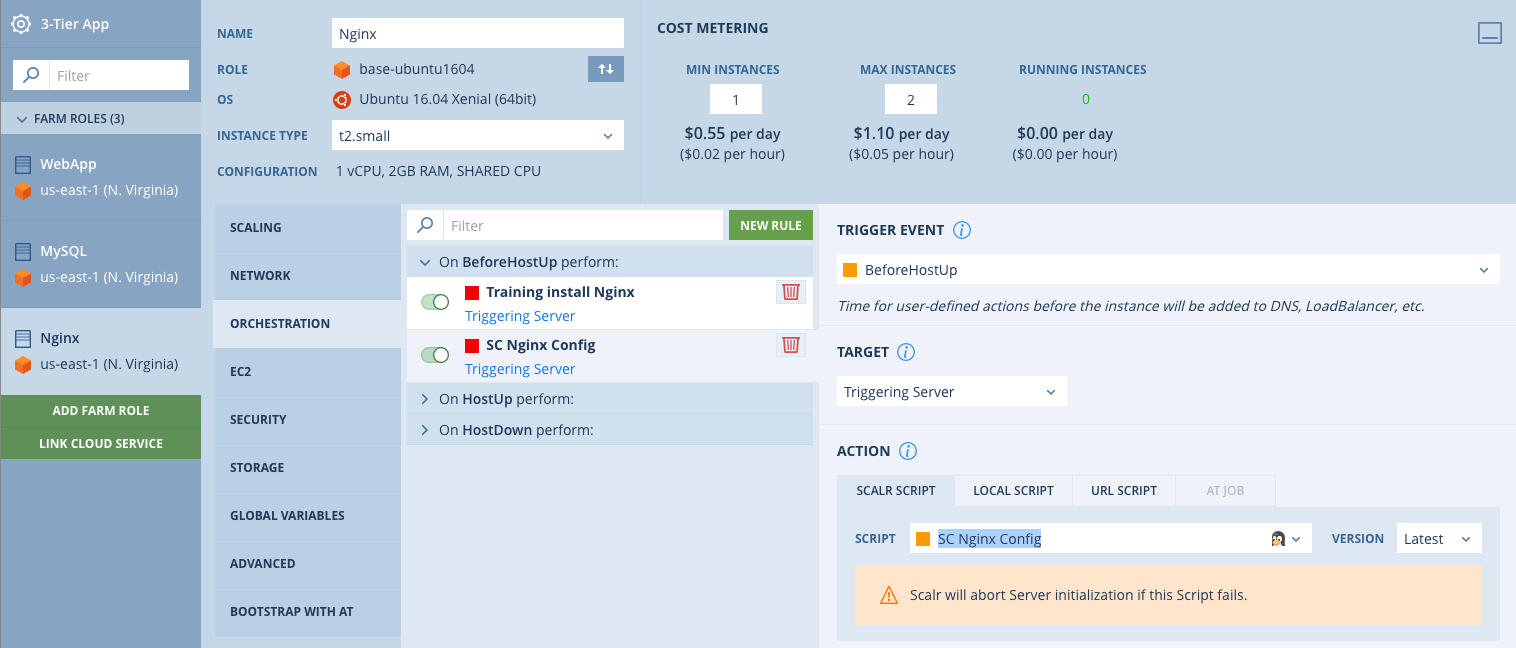 3-Tier App
Filter
FARM ROLES (3)
WebApp
us-east-1 (N. Virginia)
MySQL
us-east-1 (N. Virginia)
Nginx
us-east-1 (N. Virginia)
ADD FARM ROLE
LINK CLOUD SERVICE
NAME Nginx
ROLE base-ubuntu1604
OS Ubuntu 16.04 Xenial (64bit)
INSTANCE TYPE t2.small
CONFIGURATION 1 vCPU, 2GB RAM, SHARED CPU
COST METERING
MIN INSTANCES MAX INSTANCES RUNNING INSTANCES
1 2 0
$0.55 per day $1.10 per day $0.00 per day
($0.02 per hour) ($0.05 per hour) ($0.00 per hour)
SCALING
NETWORK
ORCHESTRATION
EC2
SECURITY
STORAGE
GLOBAL VARIABLES
ADVANCED
BOOTSTRAP WITH AT
Filter NEW RULE
On BeforeHostUp perform:
Training install Nginx
Triggering Server
SC Nginx Config
Triggering Server
On HostUp perform:
On HostDown perform:
TRIGGER EVENT i
BeforeHostUp
Time for user-defined actions before the instance will be added to DNS, LoadBalancer, etc.
TARGET i
Triggering Server
ACTION i
SCALR SCRIPT LOCAL SCRIPT URL SCRIPT AT JOB
SCRIPT SC Nginx Config VERSION Latest
Scalr will abort Server initialization if this Script fails.